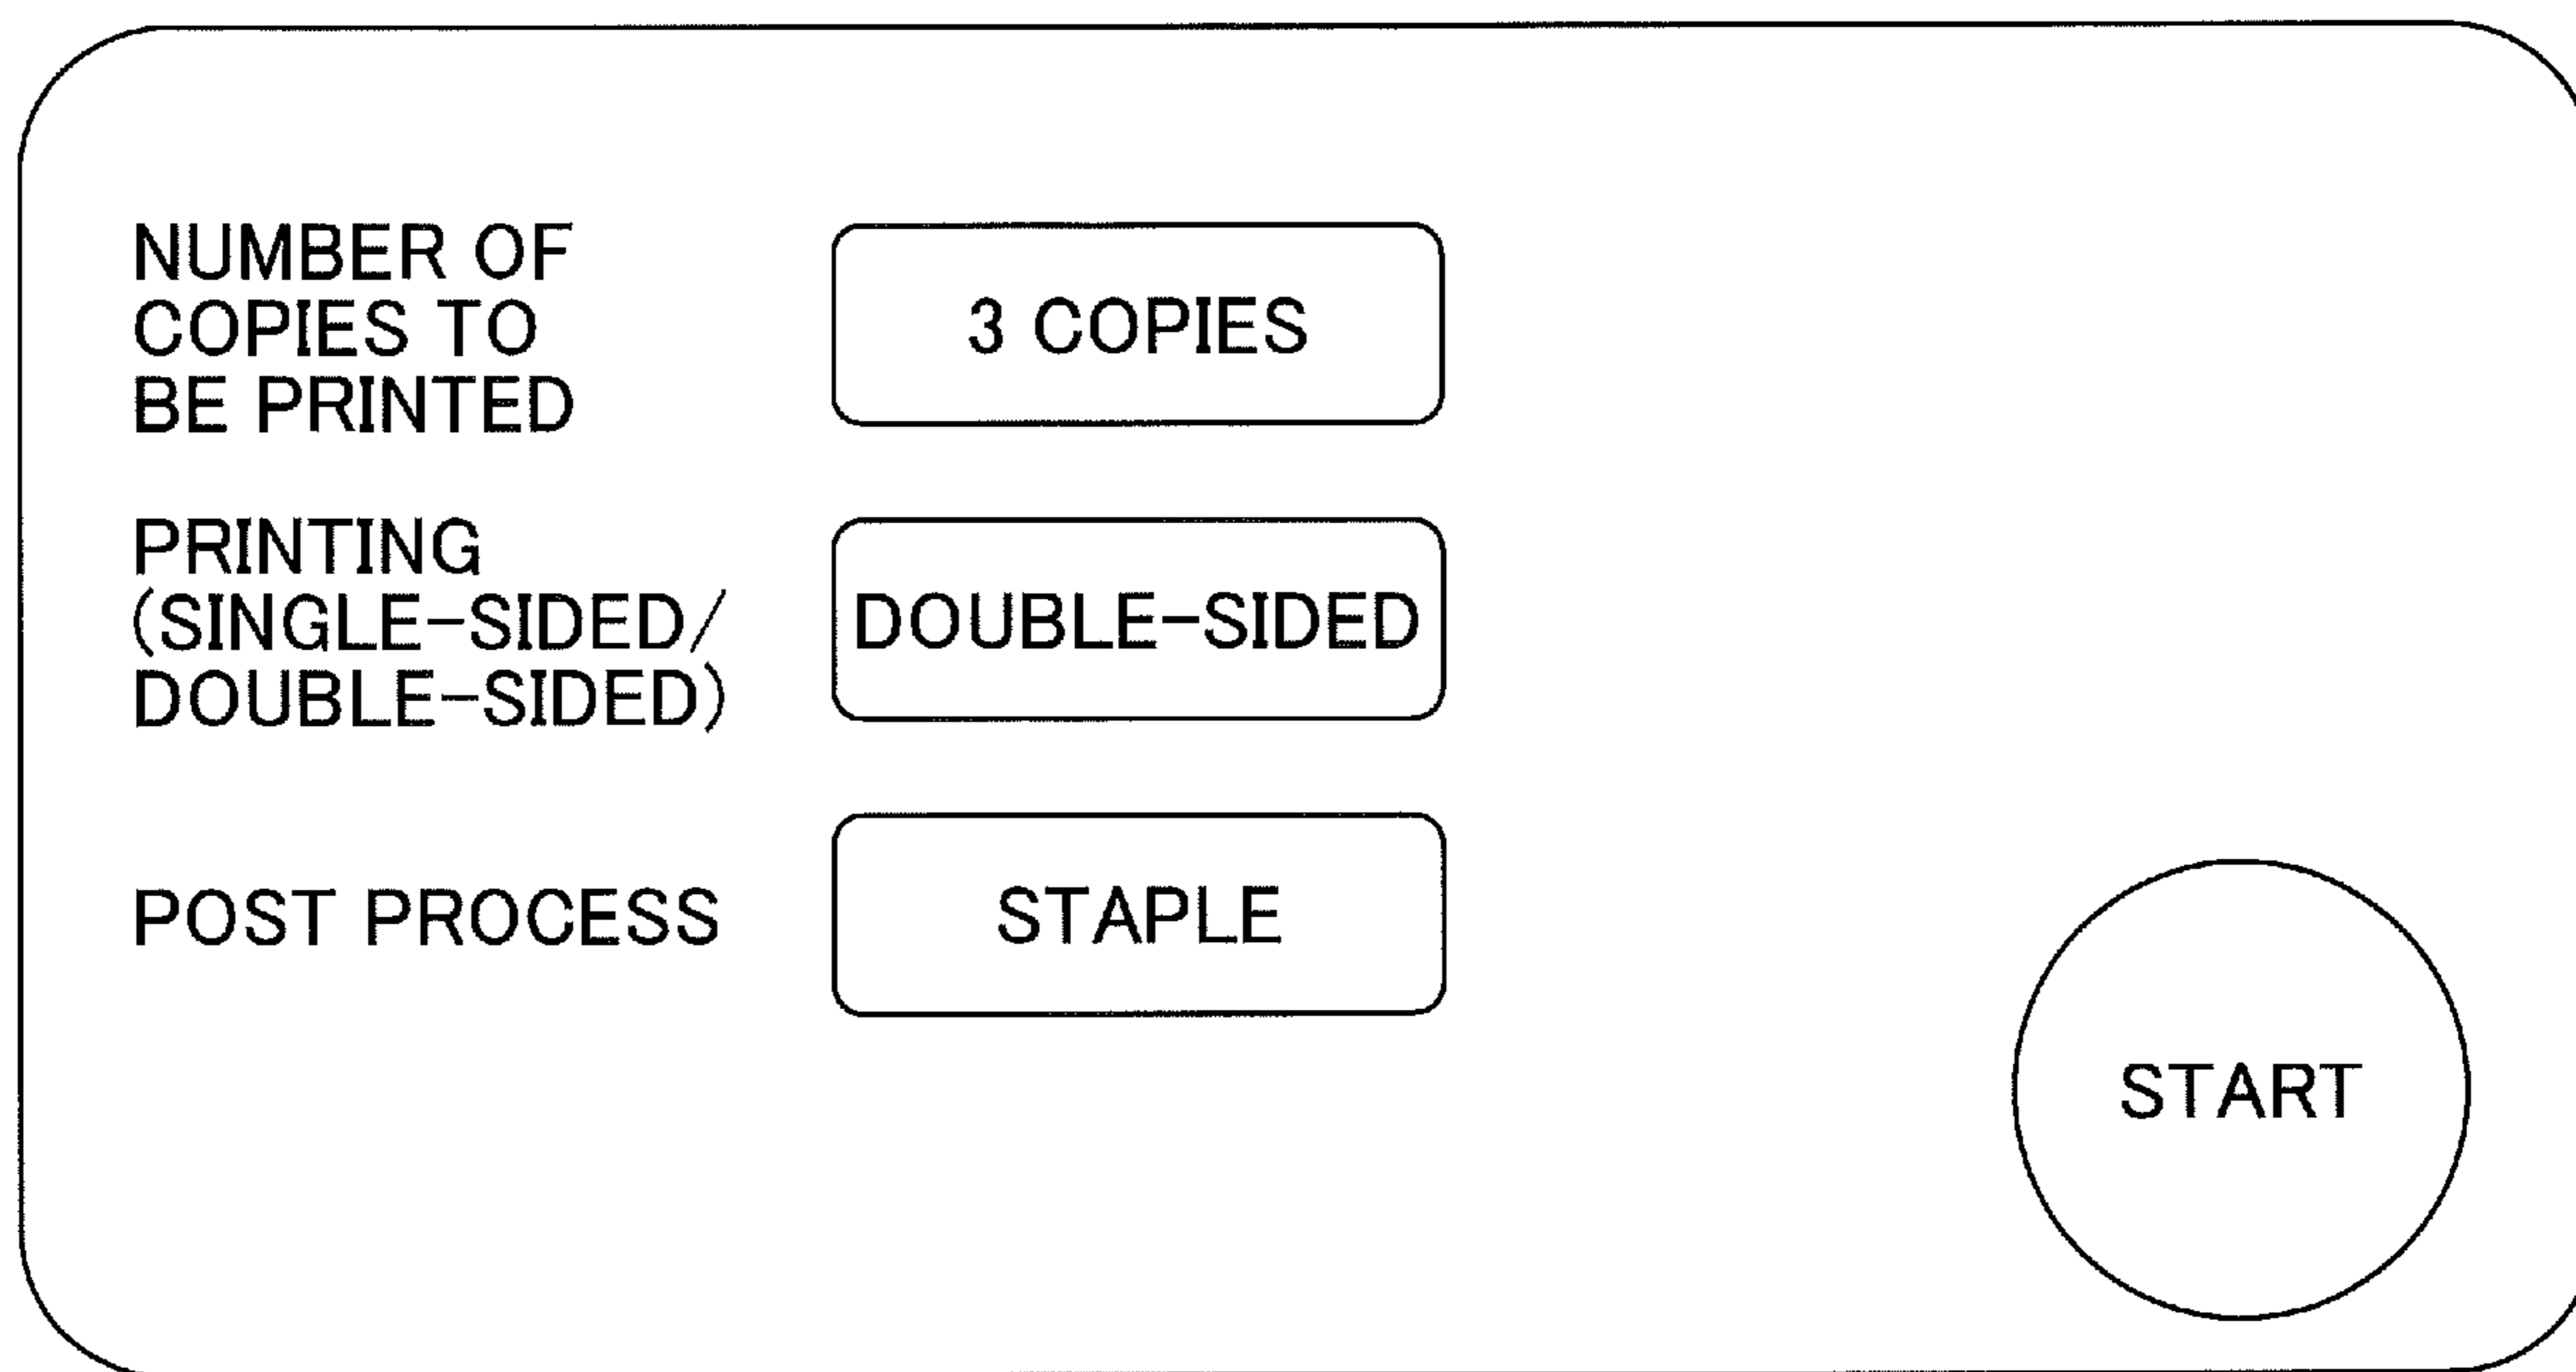 NUMBER OF
COPIES TO
BE PRINTED
3 COPIES
PRINTING
(SINGLE-SIDED/
DOUBLE-SIDED)
DOUBLE-SIDED
POST PROCESS
STAPLE
START